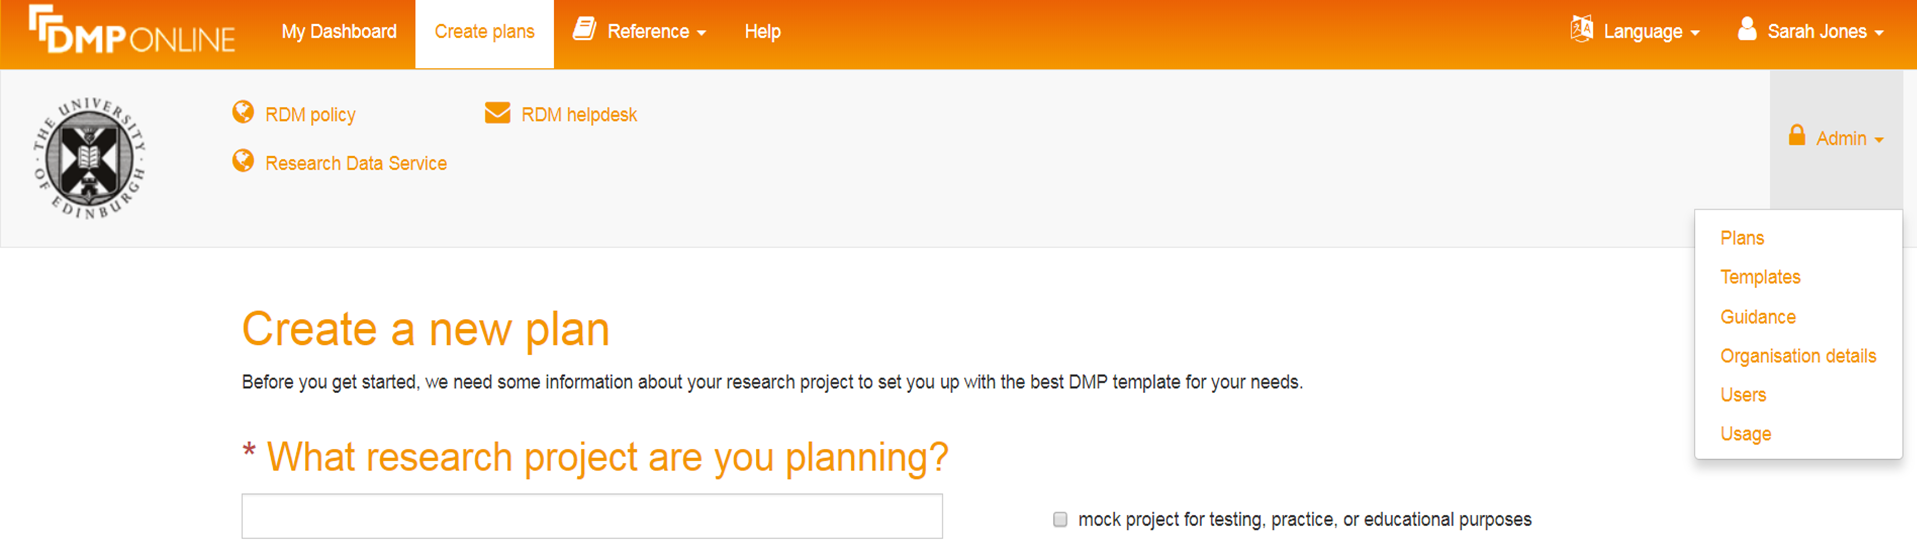 DMPONLINE
My Dashboard
Create plans
Reference
Help
Language
Sarah Jones
THE UNIVERSITY OF EDINBURGH
RDM policy
RDM helpdesk
Research Data Service
Admin
Plans
Templates
Guidance
Organisation details
Users
Usage
Create a new plan
Before you get started, we need some information about your research project to set you up with the best DMP template for your needs.
* What research project are you planning?
mock project for testing, practice, or educational purposes